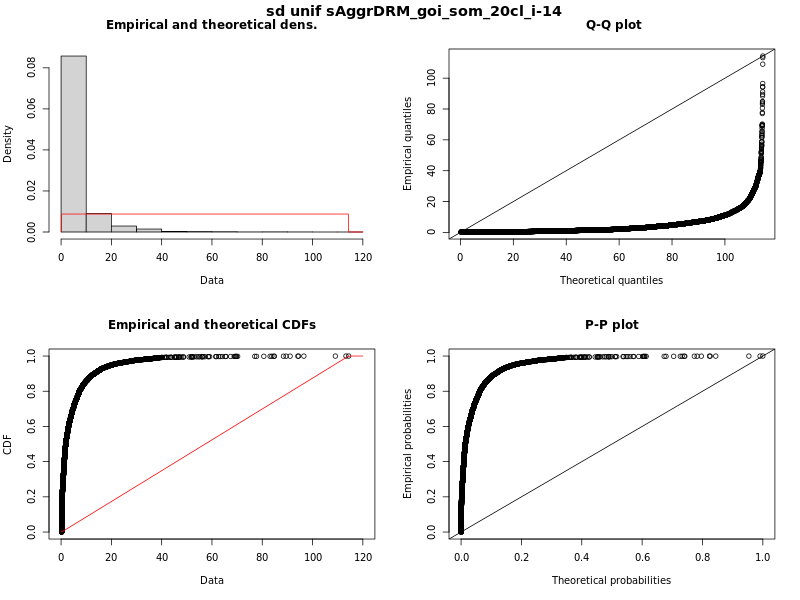 sd unif sAggrDRM_goi_som_20cl_i-14
Empirical and theoretical dens.
Density
0.00 0.02 0.04 0.06 0.08
0 20 40 60 80 100 120
Data
Q-Q plot
Empirical quantiles
0 20 40 60 80 100
0 20 40 60 80 100
Theoretical quantiles
Empirical and theoretical CDFs
CDF
0.0 0.2 0.4 0.6 0.8 1.0
0 20 40 60 80 100 120
Data
P-P plot
Empirical probabilities
0.0 0.2 0.4 0.6 0.8 1.0
0.0 0.2 0.4 0.6 0.8 1.0
Theoretical probabilities